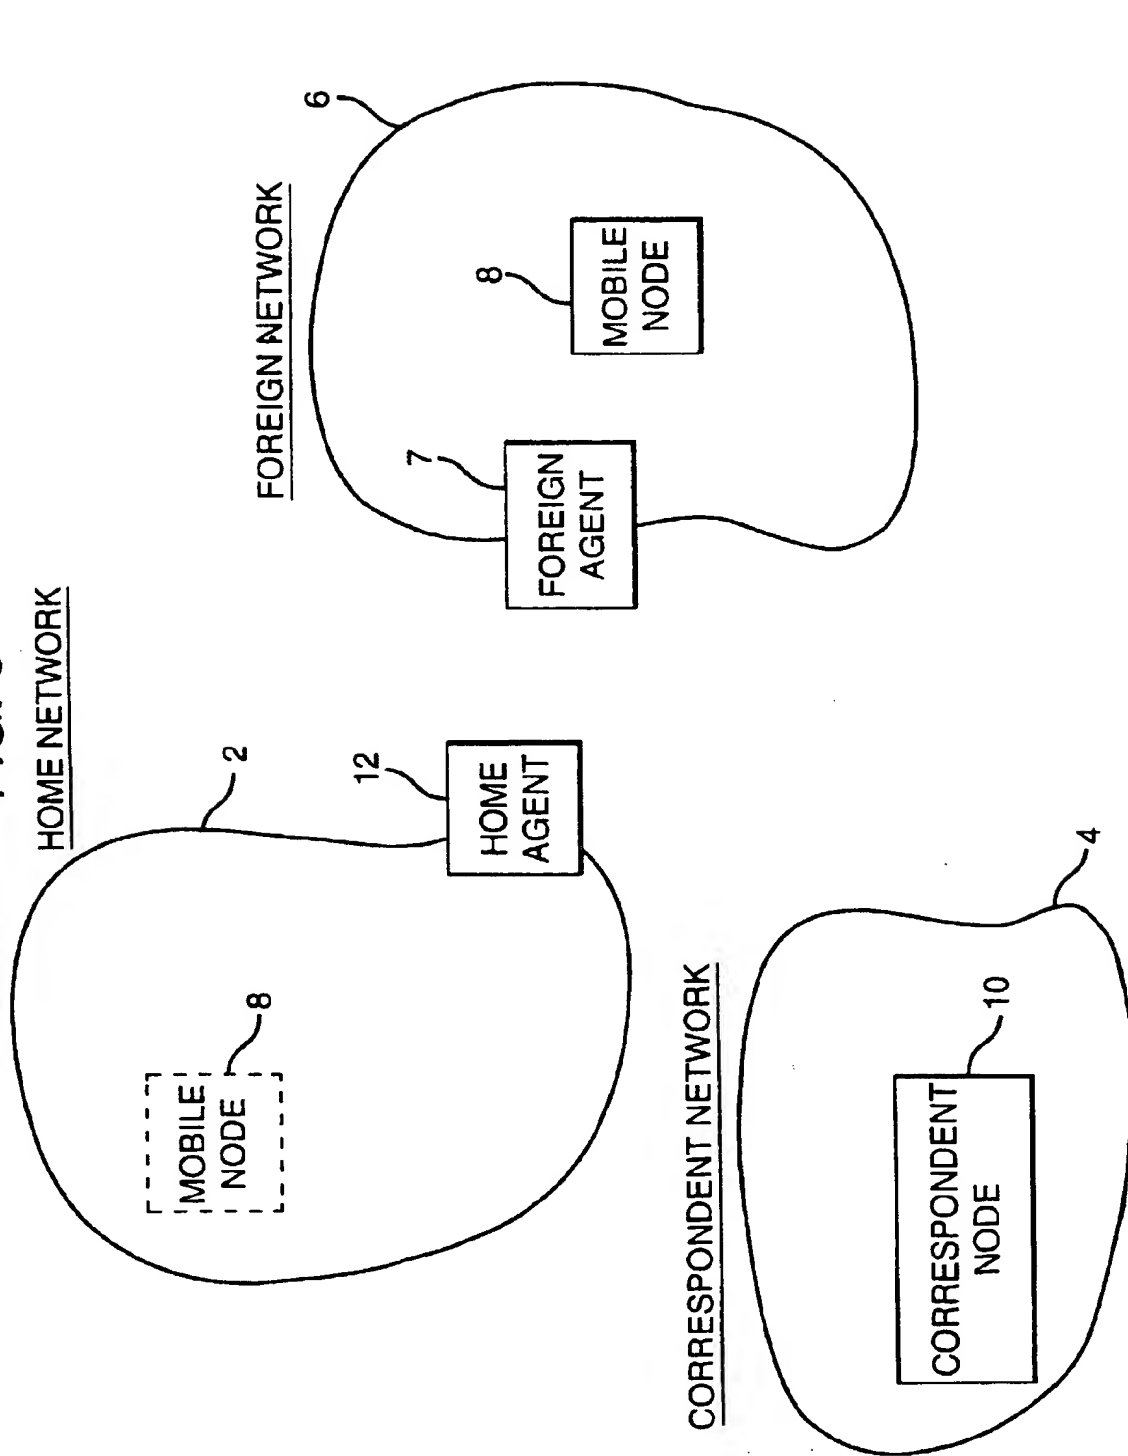 HOME NETWORK
2
MOBILE
NODE
8
12
HOME
AGENT
FOREIGN NETWORK
6
7
FOREIGN
AGENT
8
MOBILE
NODE
CORRESPONDENT NETWORK
4
10
CORRESPONDENT
NODE